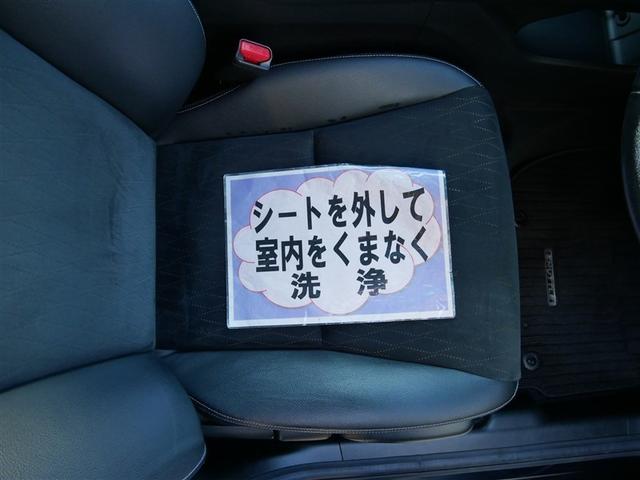 シートを外して
室内をくまなく
洗 浄